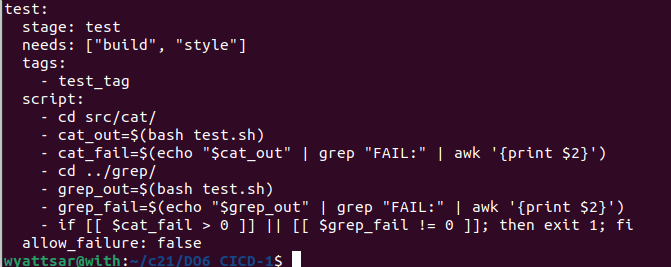 test:
  stage: test
  needs: ["build", "style"]
  tags:
    - test_tag
  script:
    - cd src/cat/
    - cat_out=$(bash test.sh)
    - cat_fail=$(echo "$cat_out" | grep "FAIL:" | awk '{print $2}')
    - cd ../grep/
    - grep_out=$(bash test.sh)
    - grep_fail=$(echo "$grep_out" | grep "FAIL:" | awk '{print $2}')
    - if [[ $cat_fail > 0 ]] || [[ $grep_fail != 0 ]]; then exit 1; fi
  allow_failure: false
wyattsar@with:~/c21/DO6_CICD-1$